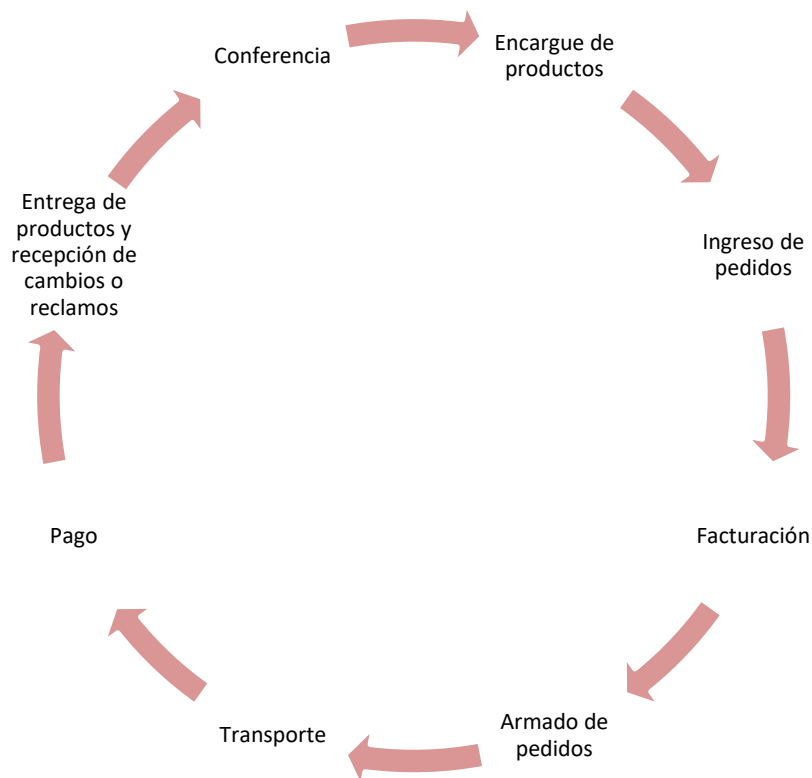 Conferencia
Encargue de
productos
Ingreso de
pedidos
Facturación
Armado de
pedidos
Transporte
Pago
Entrega de
productos y
recepción de
cambios o
reclamos